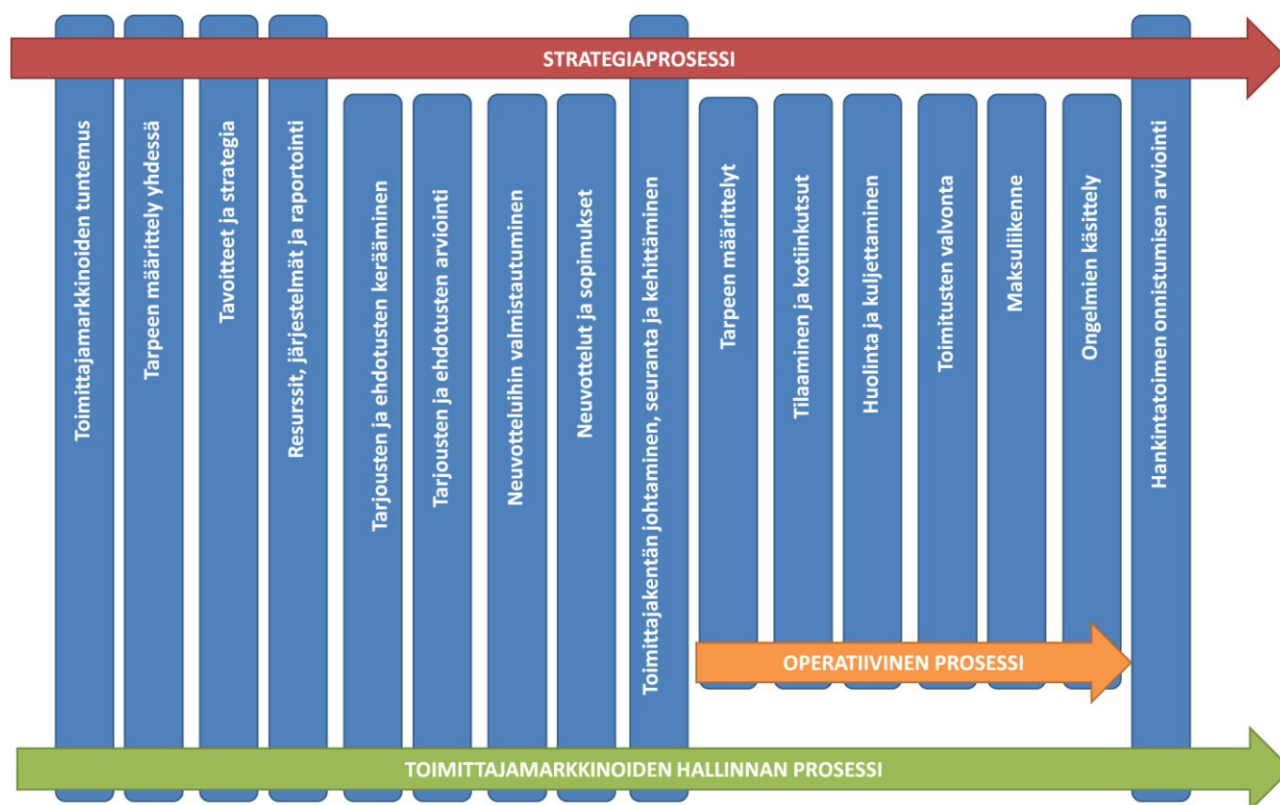 STRATEGIAPROSESSI
Toimittajamarkkinoiden tuntemus
Tarpeen määrittely yhdessä
Tavoitteet ja strategia
Resurssit, järjestelmät ja raportointi
Tarjousten ja ehdotusten kerääminen
Tarjousten ja ehdotusten arviointi
Neuvotteluihin valmistautuminen
Neuvottelut ja sopimukset
Toimittajakentän johtaminen, seuranta ja kehittäminen
Tarpeen määrittelyt
Tilaaminen ja kotiinkutsut
Huolinta ja kuljettaminen
Toimitusten valvonta
Maksuliikenne
Ongelmien käsittely
Hankintatoimen onnistumisen arviointi
OPERATIIVINEN PROSESSI
TOIMITTAJAMARKKINOIDEN HALLINNAN PROSESSI